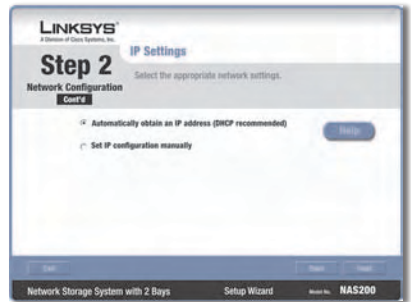 LINKSYS®
A Division of Cisco Systems, Inc.
IP Settings
Step 2
Select the appropriate network settings.
Network Configuration
Cont'd
Automatically obtain an IP address (DHCP recommended)
Help
Set IP configuration manually
Exit
Back
Next
Network Storage System with 2 Bays
Setup Wizard
Model No.
NAS200